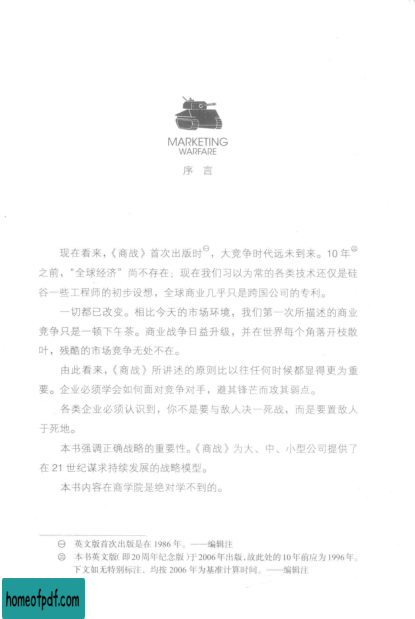 MARKETING
WARFARE
序 言
现在看来，《商战》首次出版时㊀，大竞争时代远未到来。10 年㊁
之前，“全球经济”尚不存在；现在我们习以为常的各类技术还仅是硅
谷一些工程师的初步设想，全球商业几乎只是跨国公司的专利。
一切都已改变。相比今天的市场环境，我们第一次所描述的商业
竞争只是一顿下午茶。商业战争日益升级，并在世界每个角落开枝散
叶，残酷的市场竞争无处不在。
由此看来，《商战》所讲述的原则比以往任何时候都显得更为重
要。企业必须学会如何面对竞争对手，避其锋芒而攻其弱点。
各类企业必须认识到，你不是要与敌人决一死战，而是要置敌人
于死地。
本书强调正确战略的重要性。《商战》为大、中、小型公司提供了
在 21 世纪谋求持续发展的战略模型。
本书内容在商学院是绝对学不到的。
㊀ 英文版首次出版是在 1986 年。——编辑注
㊁ 本书英文版（即 20周年纪念版）于2006年出版，故此处的10年前应为1996年。
下文如无特别标注，均按 2006 年为基准计算时间。——编辑注
homeofpdf.com